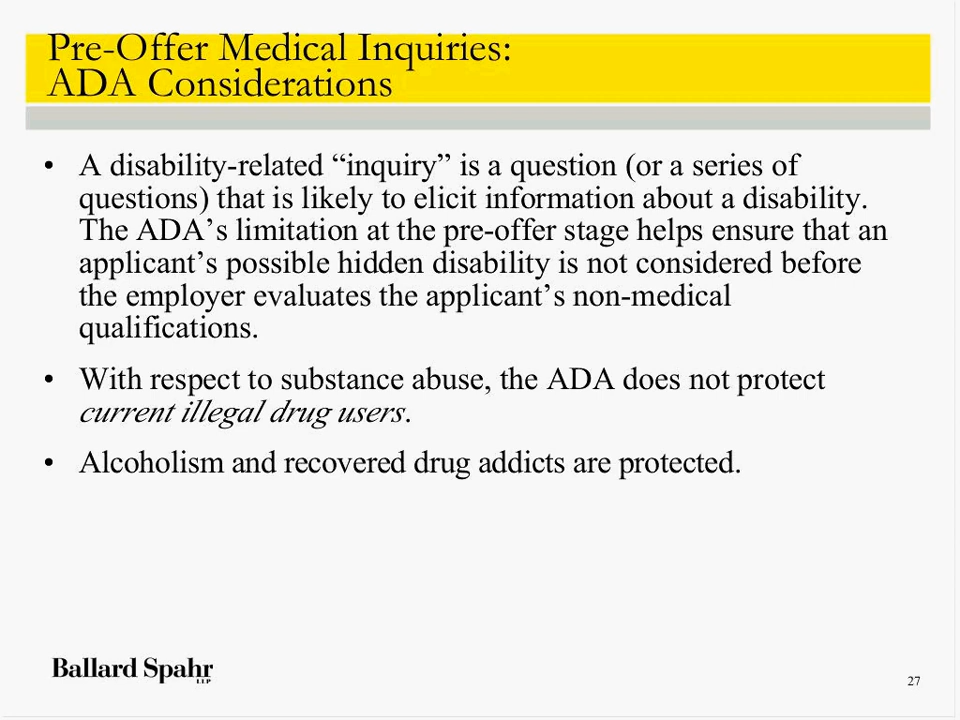 Pre-Offer Medical Inquiries:
ADA Considerations
• A disability-related “inquiry” is a question (or a series of
questions) that is likely to elicit information about a disability.
The ADA’s limitation at the pre-offer stage helps ensure that an
applicant’s possible hidden disability is not considered before
the employer evaluates the applicant’s non-medical
qualifications.
• With respect to substance abuse, the ADA does not protect
current illegal drug users.
• Alcoholism and recovered drug addicts are protected.
Ballard Spahr
LLP
27